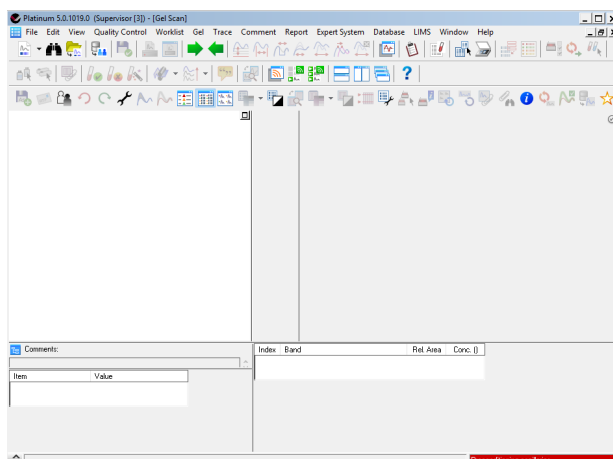 Platinum 5.0.1019.0 (Supervisor [3]) - [Gel Scan]
File Edit View Quality Control Worklist Gel Trace Comment Report Expert System Database LIMS Window Help
Comments:
Index Band Rel. Area Conc. ()
Item Value